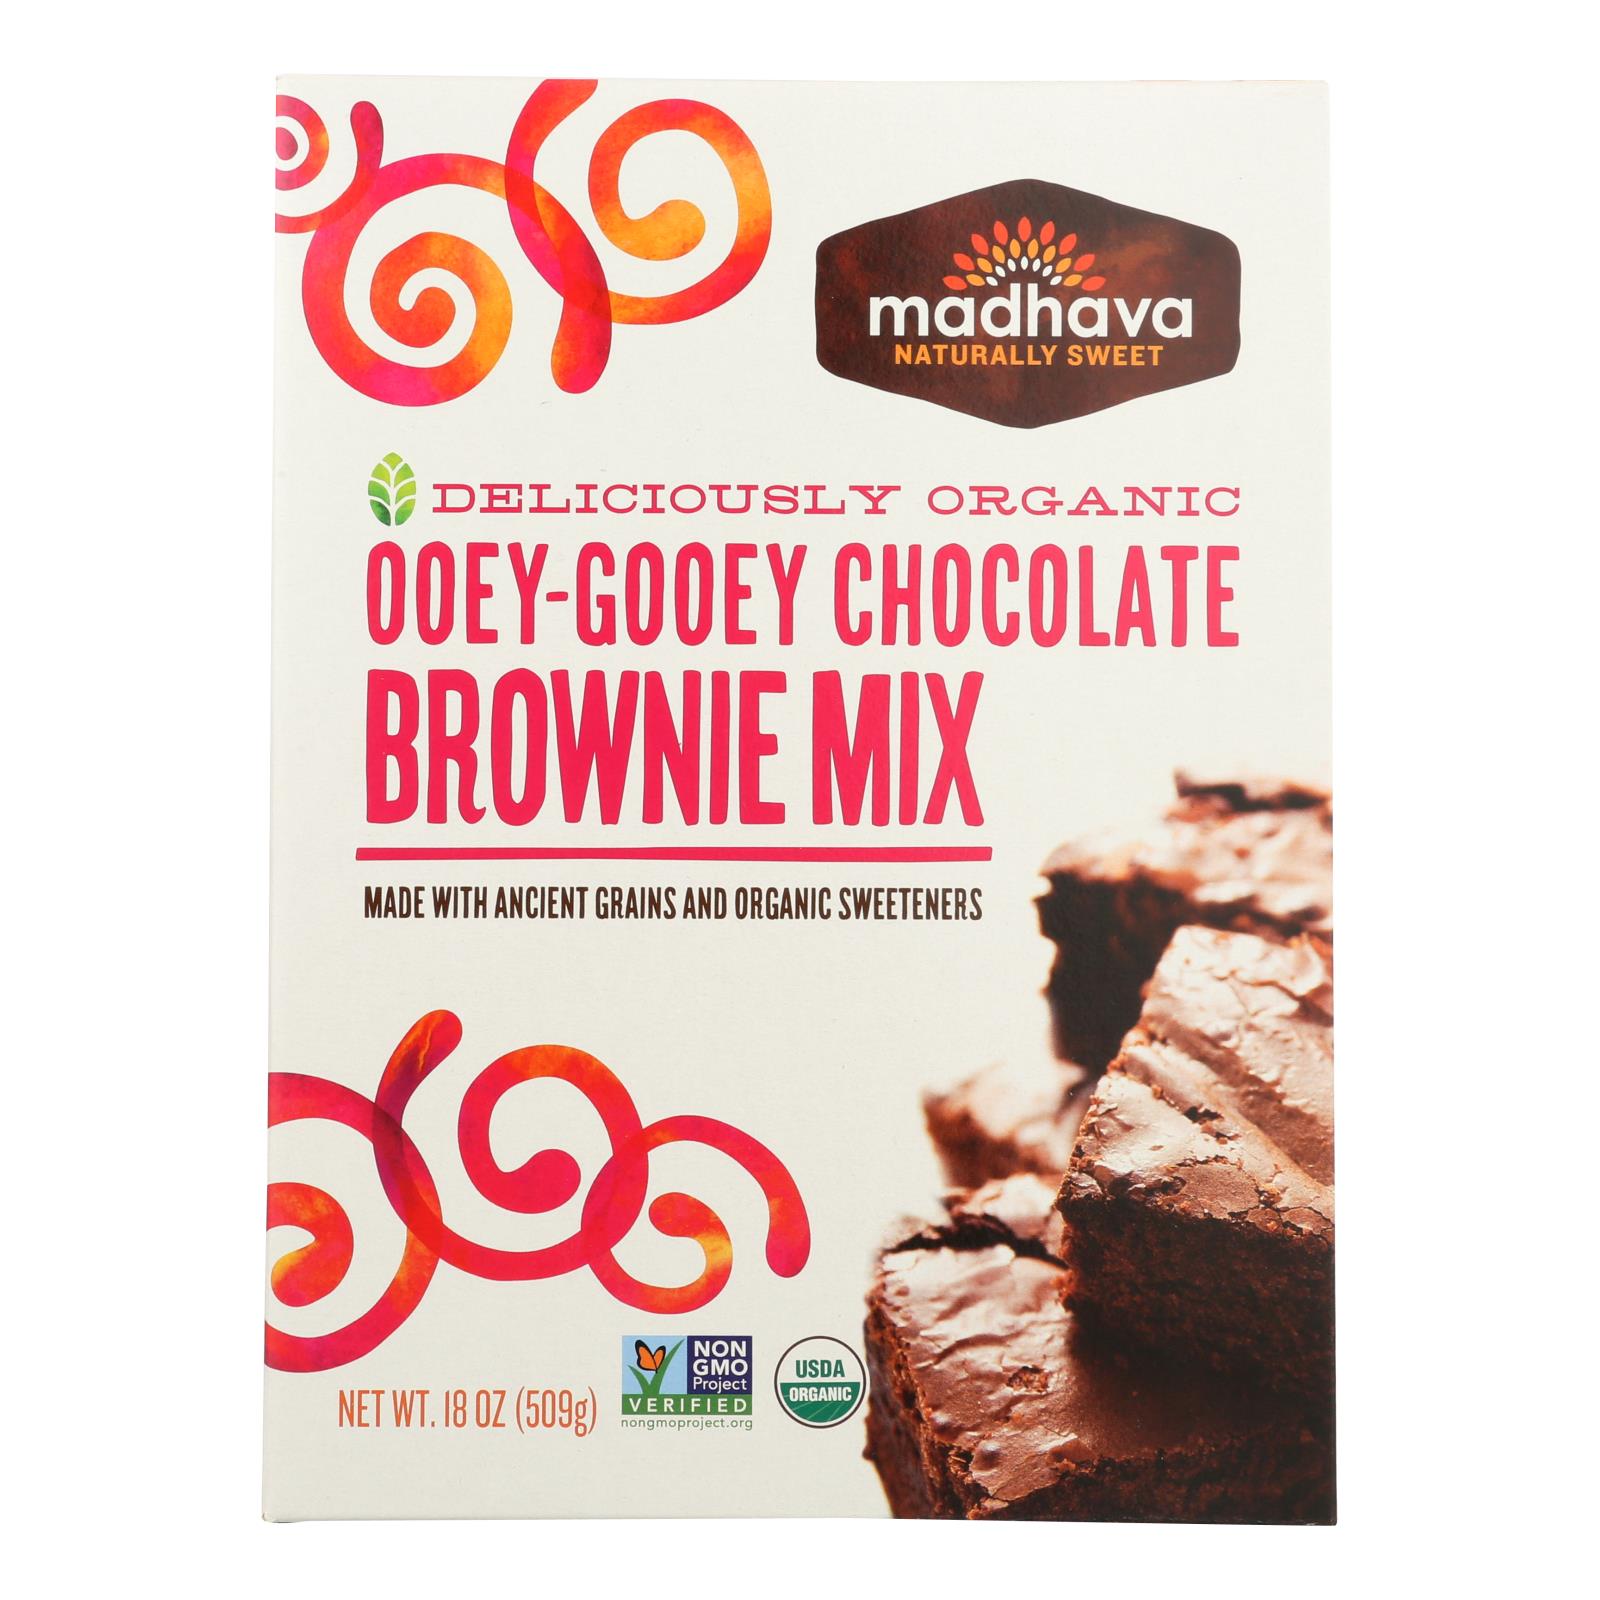 madhava
NATURALLY SWEET
DELICIOUSLY ORGANIC
OOEY-GOOEY CHOCOLATE
BROWNIE MIX
MADE WITH ANCIENT GRAINS AND ORGANIC SWEETENERS
NET WT. 18 OZ (509g)
NON
GMO
Project
VERIFIED
nongmoproject.org
USDA
ORGANIC